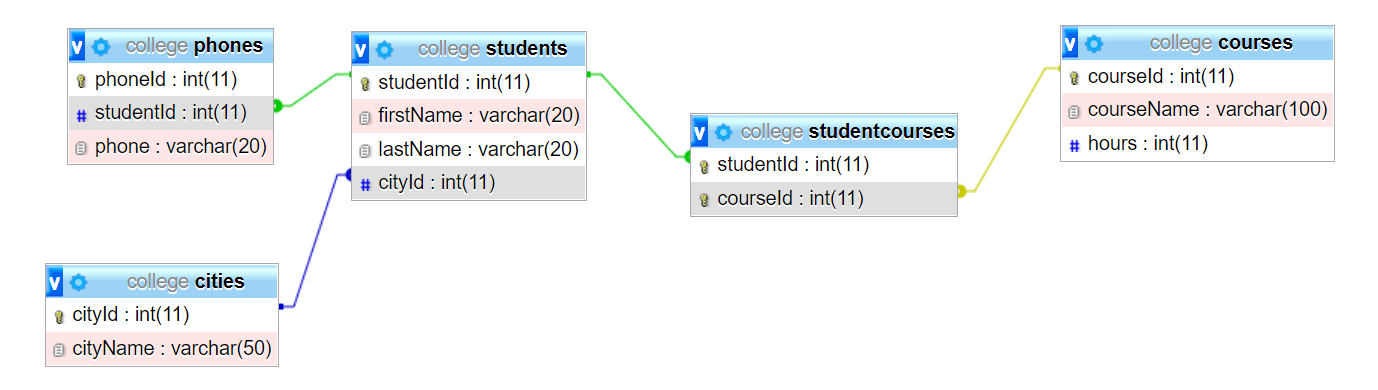 v college phones
phoneId : int(11)
# studentId : int(11)
phone : varchar(20)
v college students
studentId : int(11)
firstName : varchar(20)
lastName : varchar(20)
# cityId : int(11)
v college studentcourses
studentId : int(11)
courseId : int(11)
v college courses
courseId : int(11)
courseName : varchar(100)
# hours : int(11)
v college cities
cityId : int(11)
cityName : varchar(50)